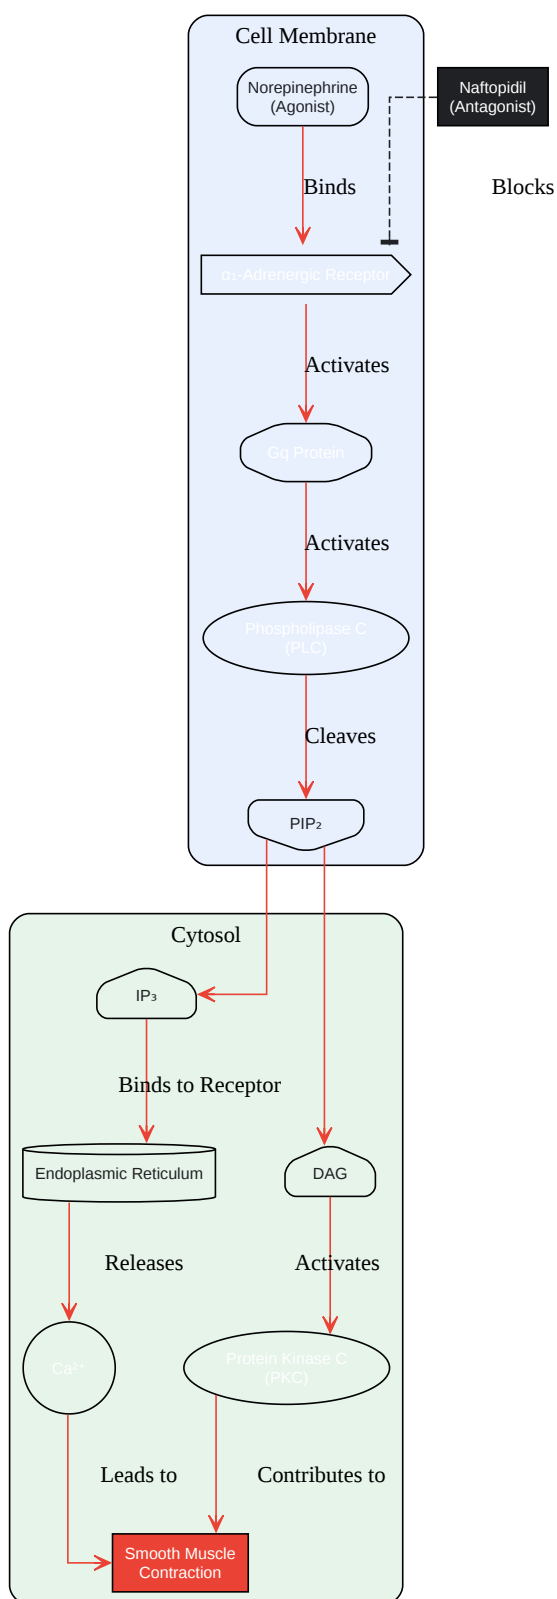 Cell Membrane
Norepinephrine
(Agonist)
Naftopidil
(Antagonist)
Binds
Blocks
α₁-Adrenergic Receptor
Activates
Gq Protein
Activates
Phospholipase C
(PLC)
Cleaves
PIP₂
Cytosol
IP₃
Binds to Receptor
Endoplasmic Reticulum
DAG
Releases
Activates
Ca²⁺
Protein Kinase C
(PKC)
Leads to
Contributes to
Smooth Muscle
Contraction